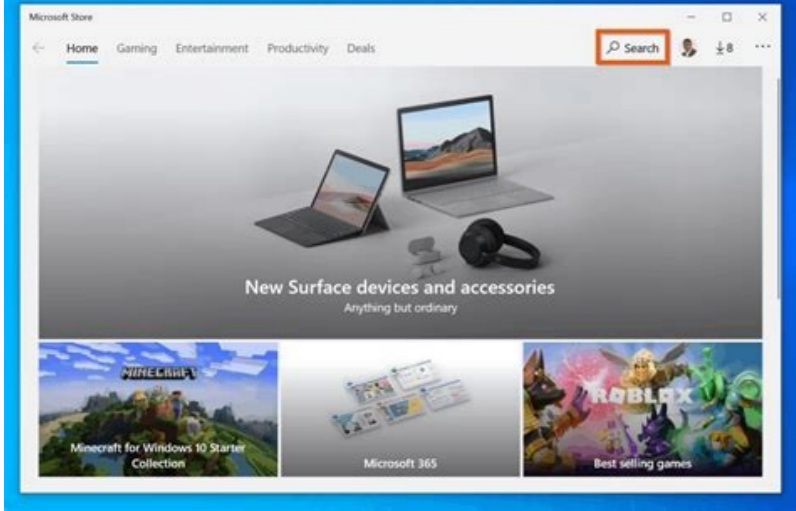 Microsoft Store
Home Gaming Entertainment Productivity Deals Search 8
New Surface devices and accessories
Anything but ordinary
MINECRAFT
Minecraft for Windows 10 Starter
Collection
Microsoft 365
ROBLOX
Best selling games